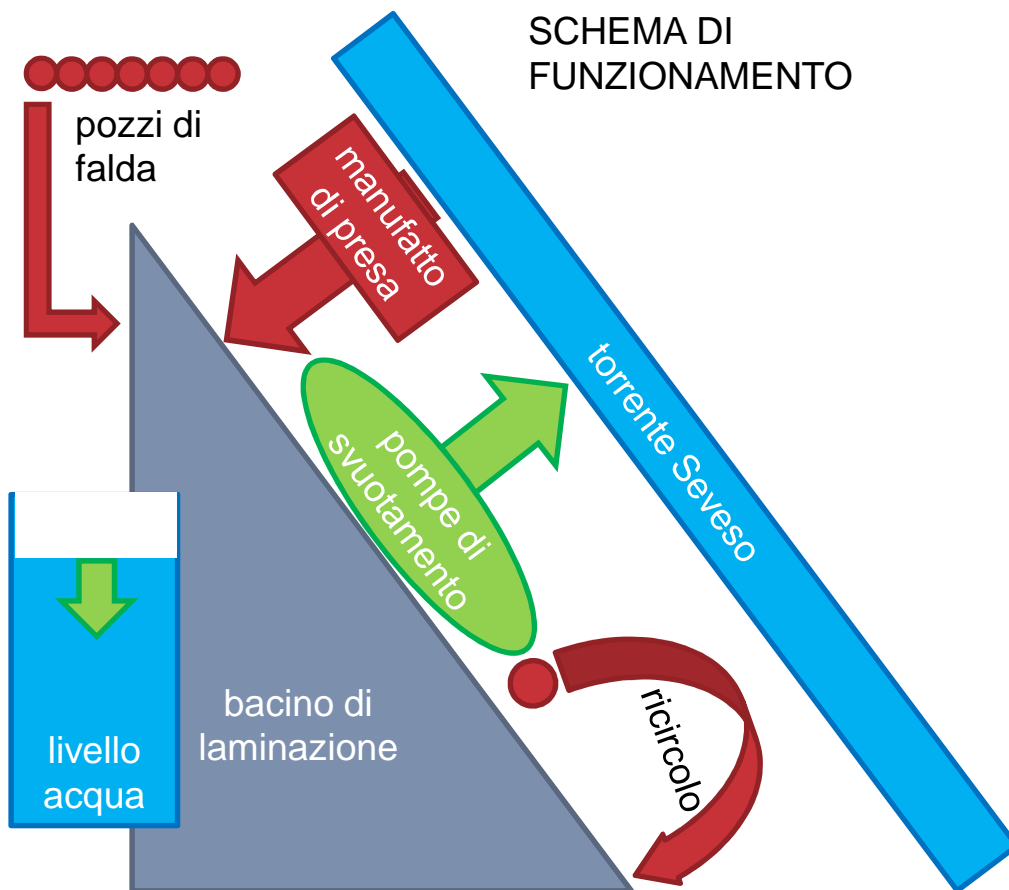 SCHEMA DI
FUNZIONAMENTO
pozzi di
falda
manufatto
di presa
torrente Seveso
pompe di
svuotamento
bacino di
laminazione
livello
acqua
ricircolo